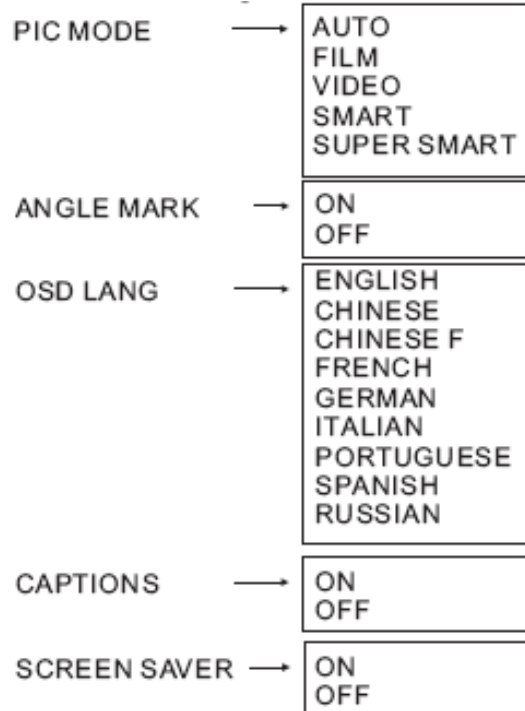 PIC MODE
AUTO
FILM
VIDEO
SMART
SUPER SMART
ANGLE MARK
ON
OFF
OSD LANG
ENGLISH
CHINESE
CHINESE F
FRENCH
GERMAN
ITALIAN
PORTUGUESE
SPANISH
RUSSIAN
CAPTIONS
ON
OFF
SCREEN SAVER
ON
OFF